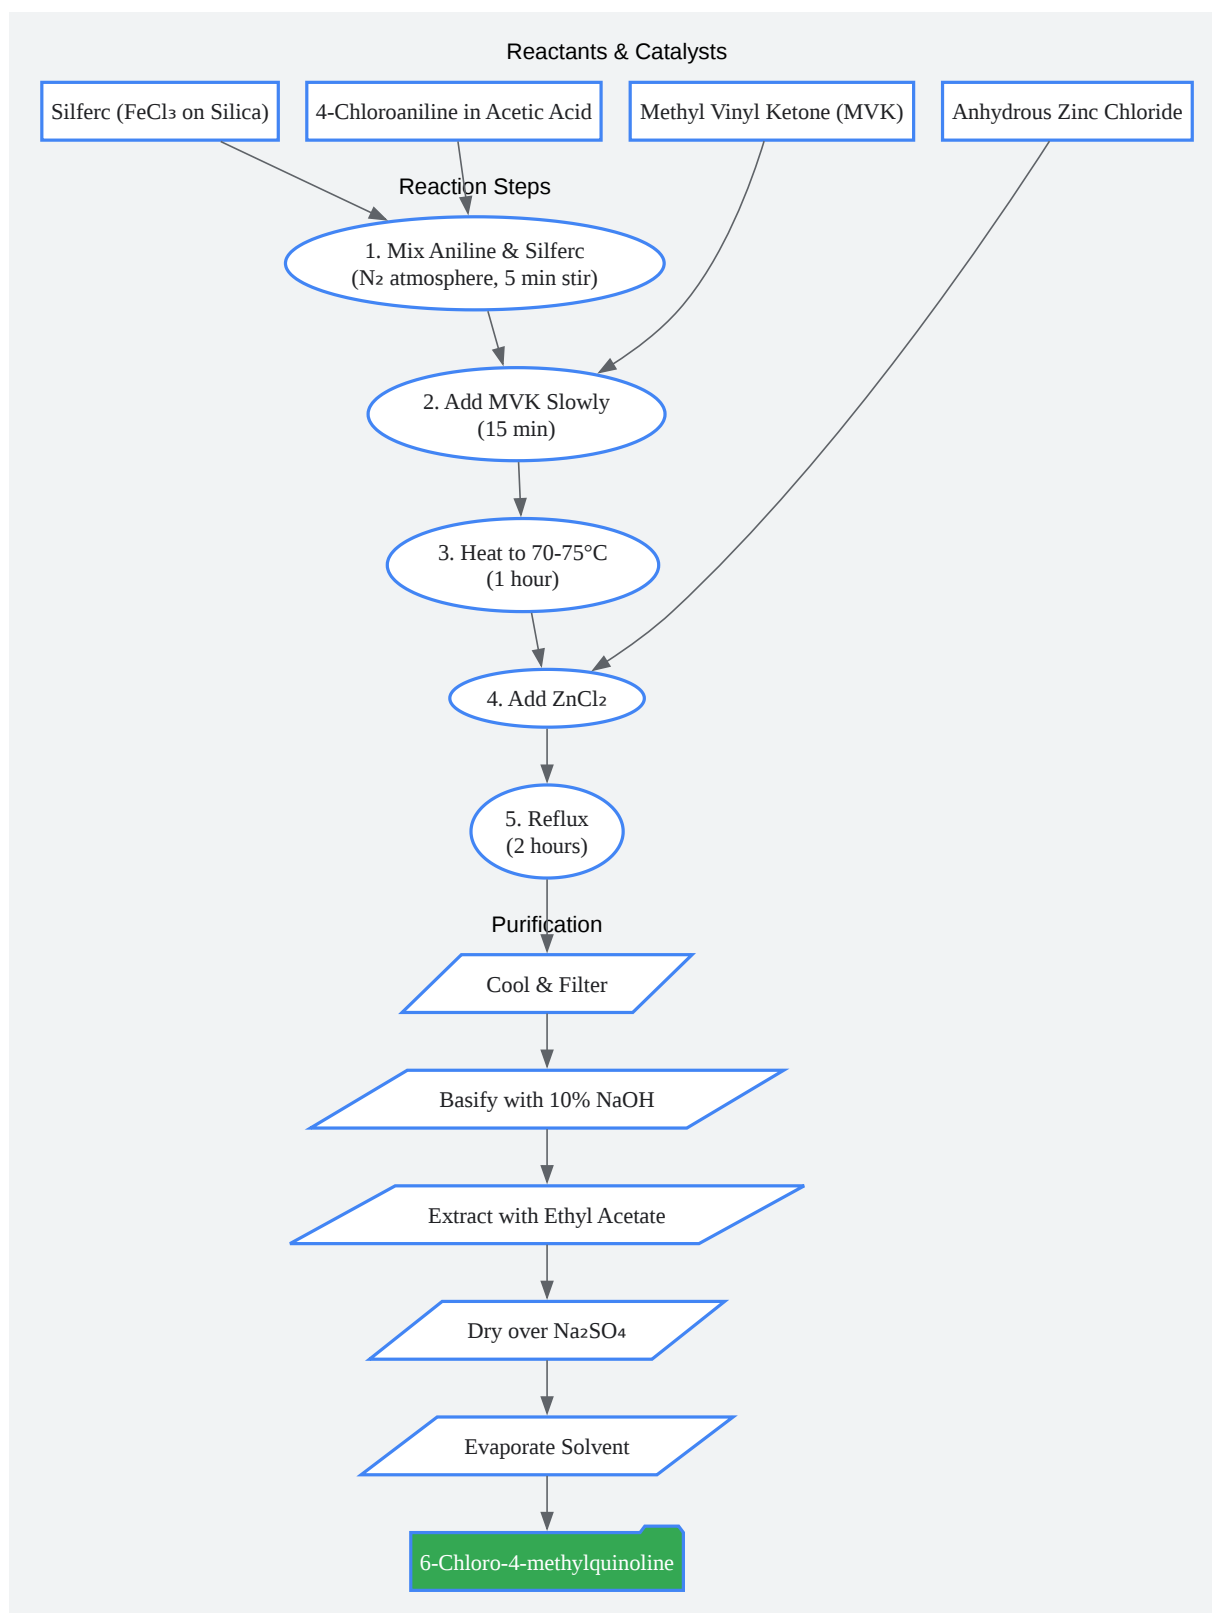 Reactants & Catalysts
Silferc (FeCl₃ on Silica)
4-Chloroaniline in Acetic Acid
Methyl Vinyl Ketone (MVK)
Anhydrous Zinc Chloride
Reaction Steps
1. Mix Aniline & Silferc
(N₂ atmosphere, 5 min stir)
2. Add MVK Slowly
(15 min)
3. Heat to 70-75°C
(1 hour)
4. Add ZnCl₂
5. Reflux
(2 hours)
Purification
Cool & Filter
Basify with 10% NaOH
Extract with Ethyl Acetate
Dry over Na₂SO₄
Evaporate Solvent
6-Chloro-4-methylquinoline